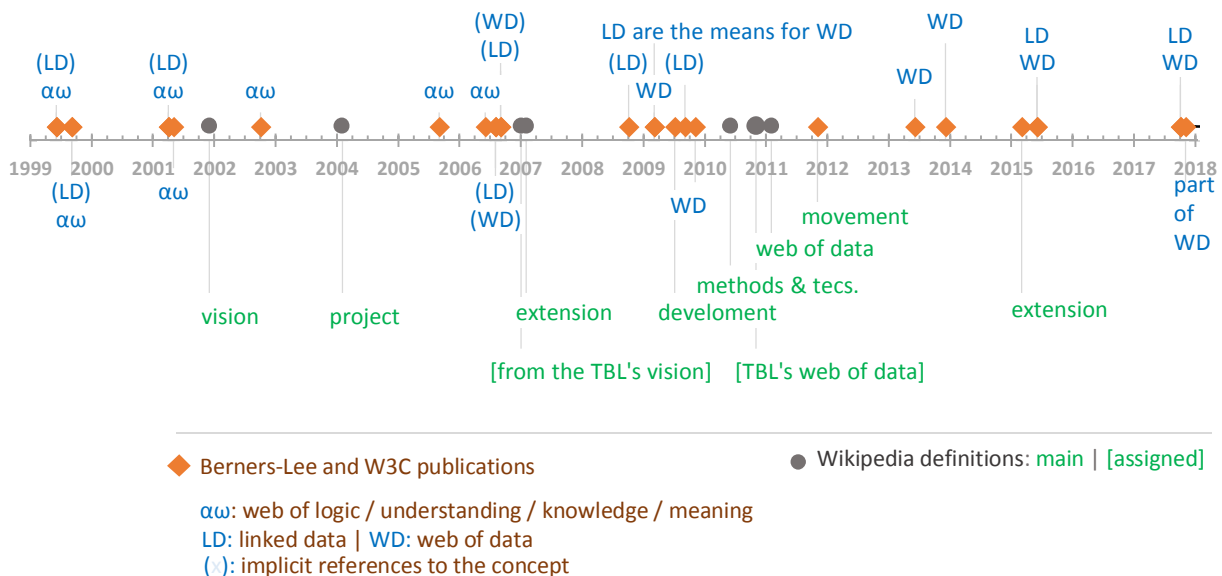 (WD)
LD are the means for WD
WD
(LD)
(LD)
(LD)
(LD)
(LD)
LD
LD
αω
αω
αω
αω
αω
WD
WD
WD
WD
1999 2000 2001 2002 2003 2004 2005 2006 2007 2008 2009 2010 2011 2012 2013 2014 2015 2016 2017 2018
(LD)
αω
αω
(LD)
(WD)
WD
part
of
WD
movement
web of data
methods & tecs.
vision
project
extension
develoment
extension
[from the TBL's vision]
[TBL's web of data]
Berners-Lee and W3C publications
Wikipedia definitions: main | [assigned]
αω: web of logic / understanding / knowledge / meaning
LD: linked data | WD: web of data
(x): implicit references to the concept